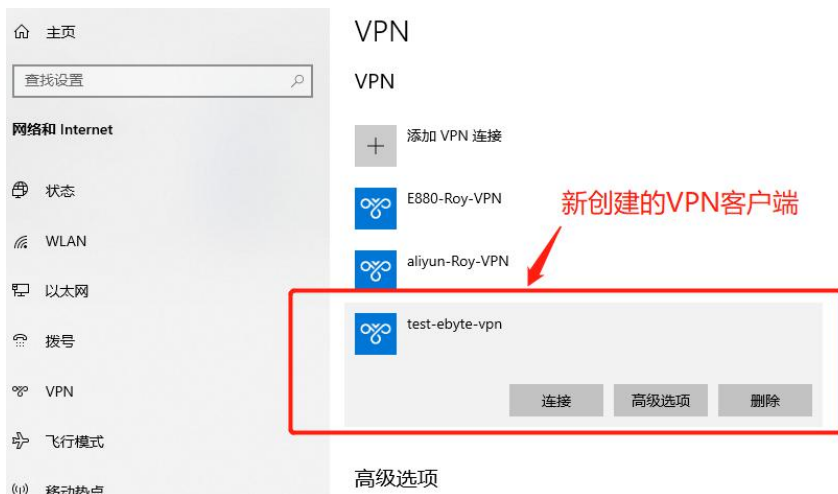 主页
查找设置
网络和 Internet
状态
WLAN
以太网
拨号
VPN
飞行模式
移动热点
VPN
VPN
添加 VPN 连接
E880-Roy-VPN
新创建的VPN客户端
aliyun-Roy-VPN
test-ebyte-vpn
连接
高级选项
删除
高级选项